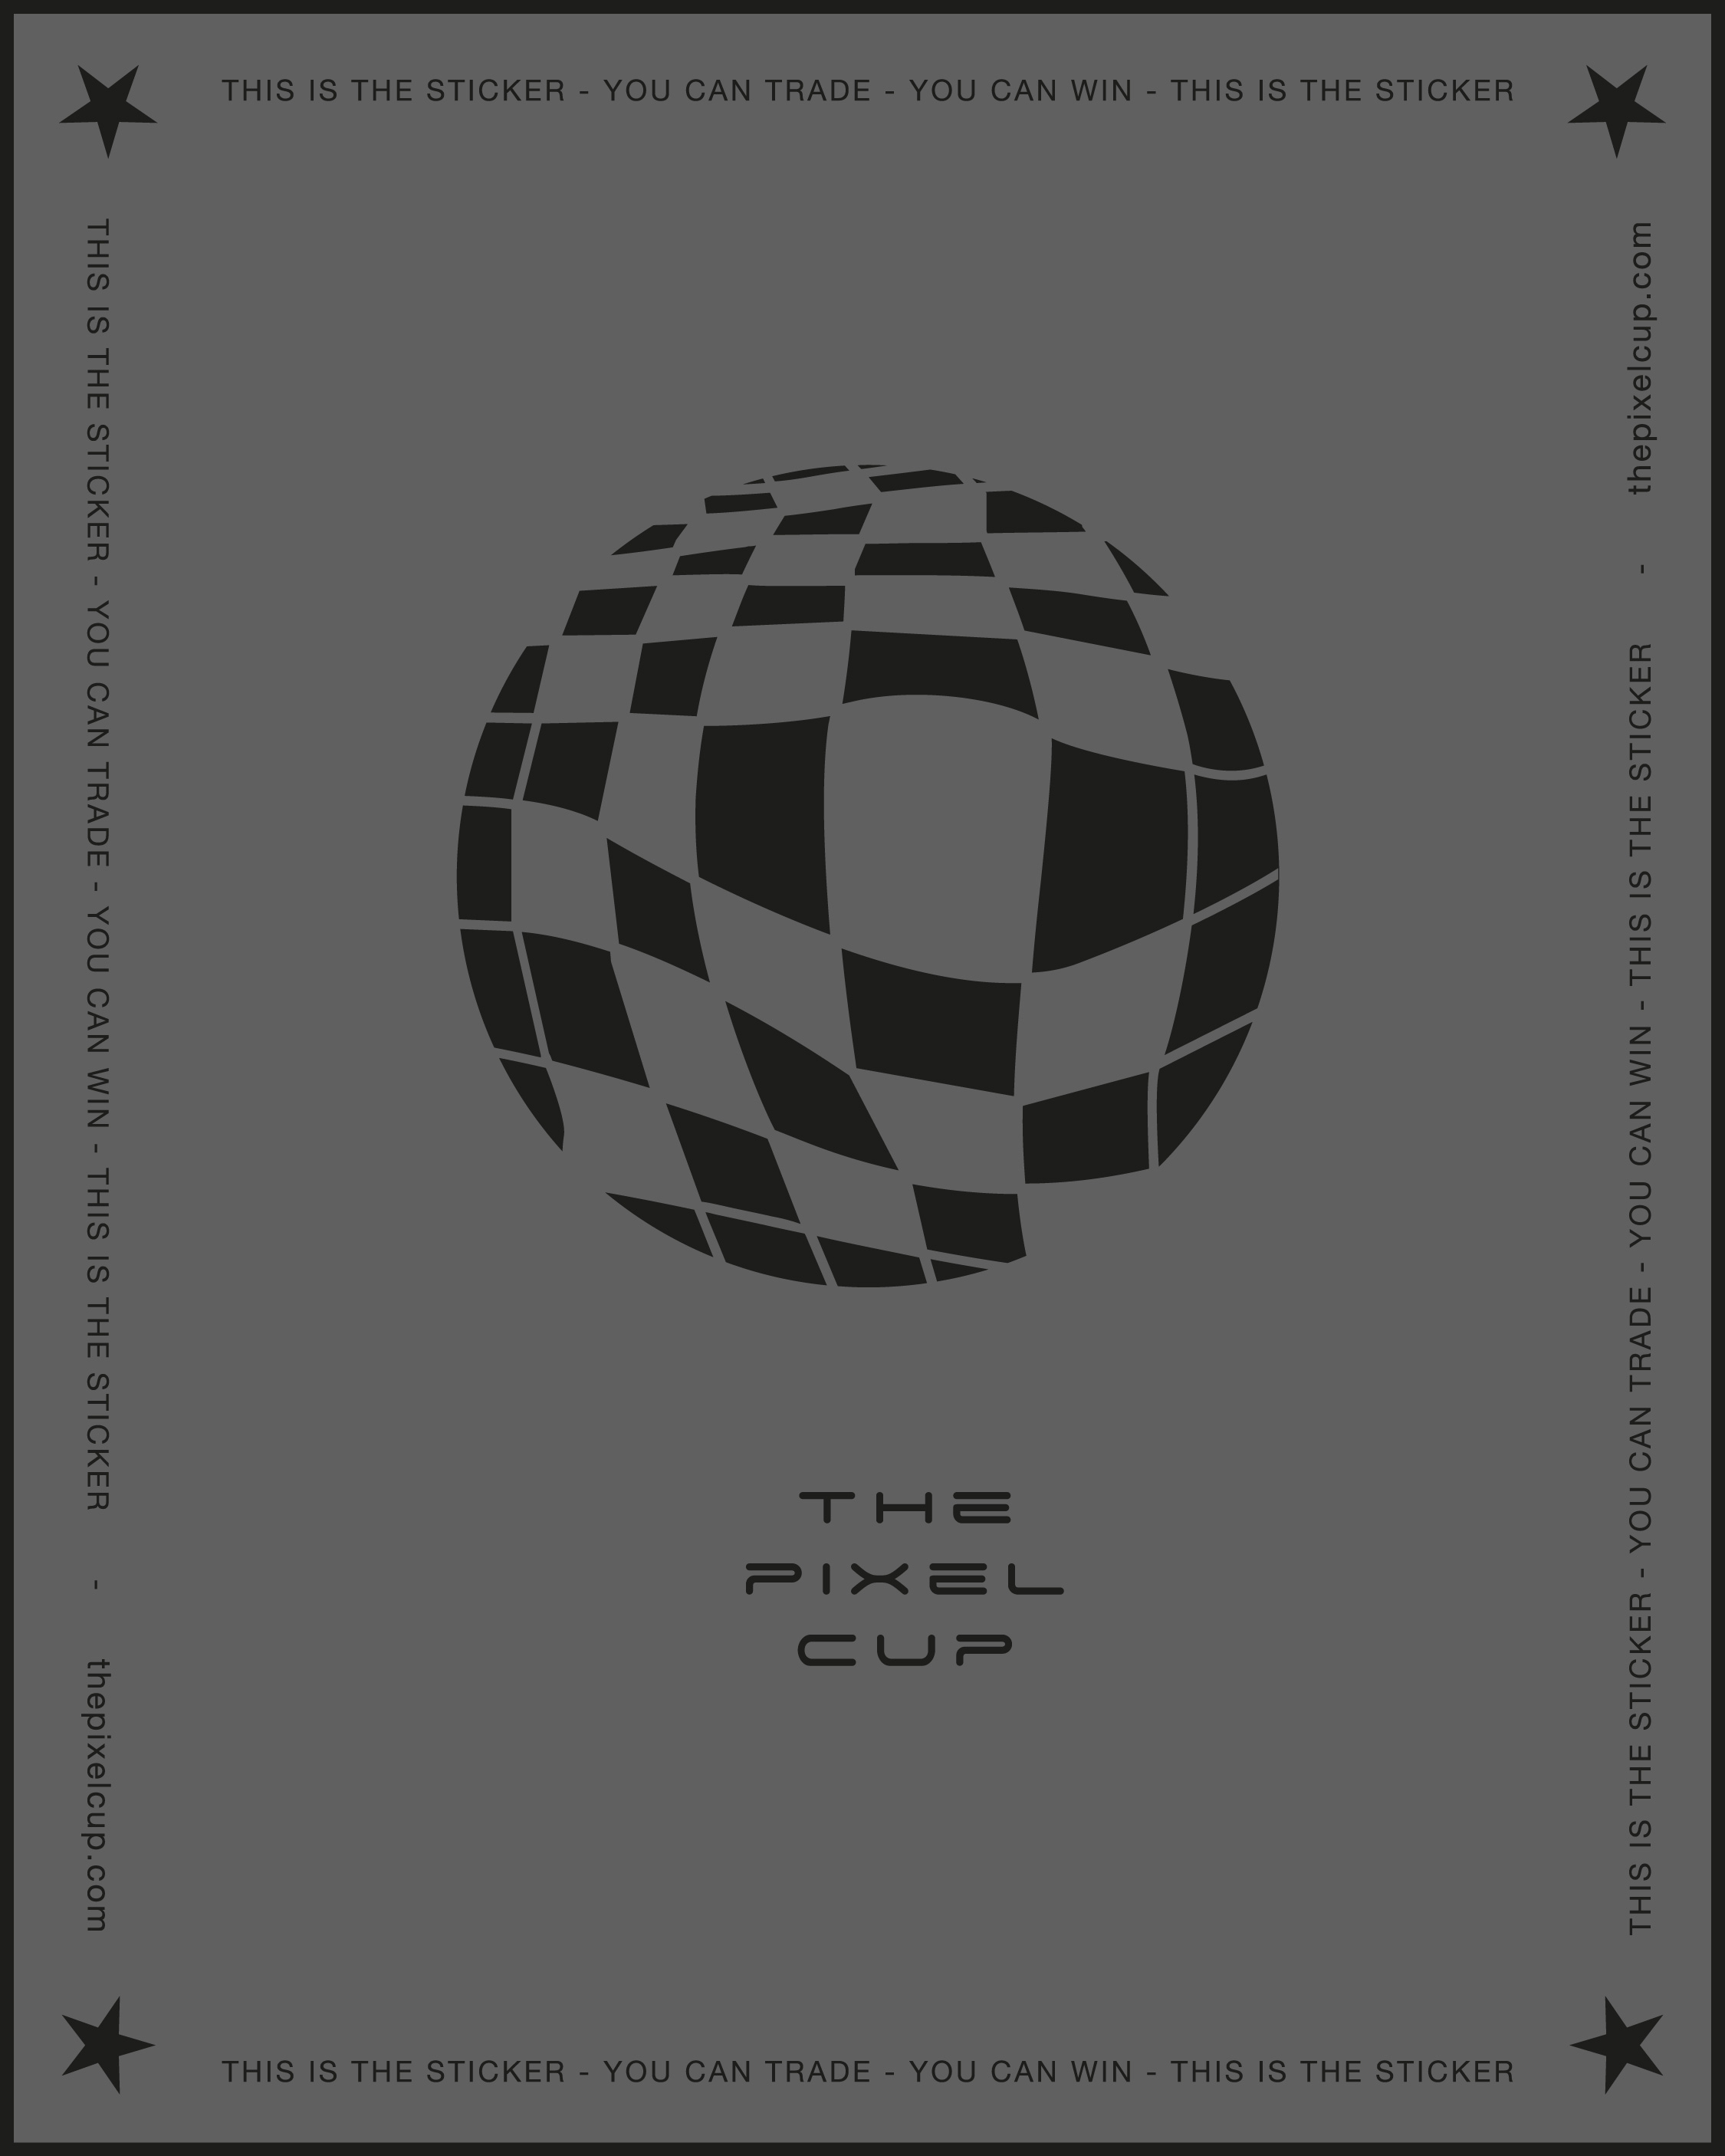 THIS IS THE STICKER - YOU CAN TRADE - YOU CAN WIN - THIS IS THE STICKER
THIS IS THE STICKER - YOU CAN TRADE - YOU CAN WIN - THIS IS THE STICKER - thepixelcup.com
THIS IS THE STICKER - YOU CAN TRADE - YOU CAN WIN - THIS IS THE STICKER - thepixelcup.com
THE
PIXEL
CUP
THIS IS THE STICKER - YOU CAN TRADE - YOU CAN WIN - THIS IS THE STICKER